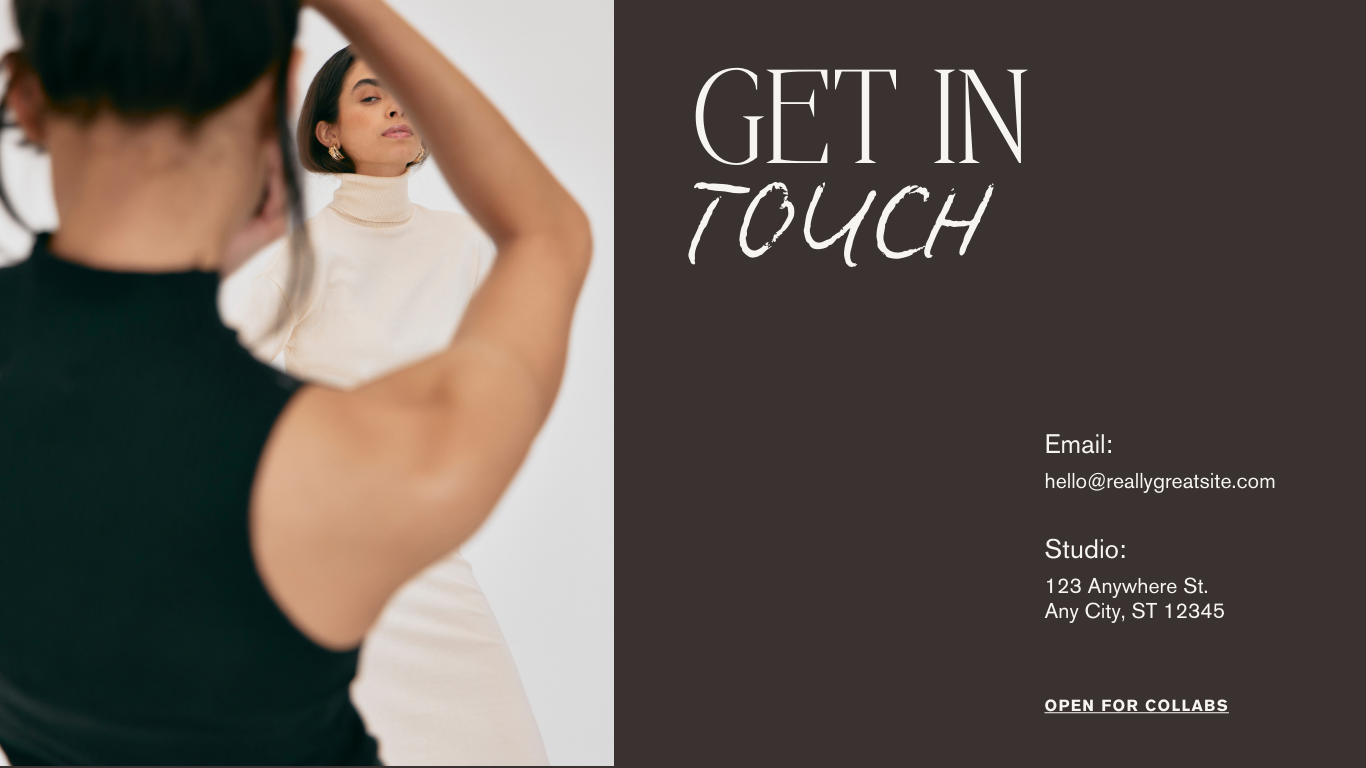 GET IN
TOUCH
Email:
hello@reallygreatsite.com
Studio:
123 Anywhere St.
Any City, ST 12345
OPEN FOR COLLABS